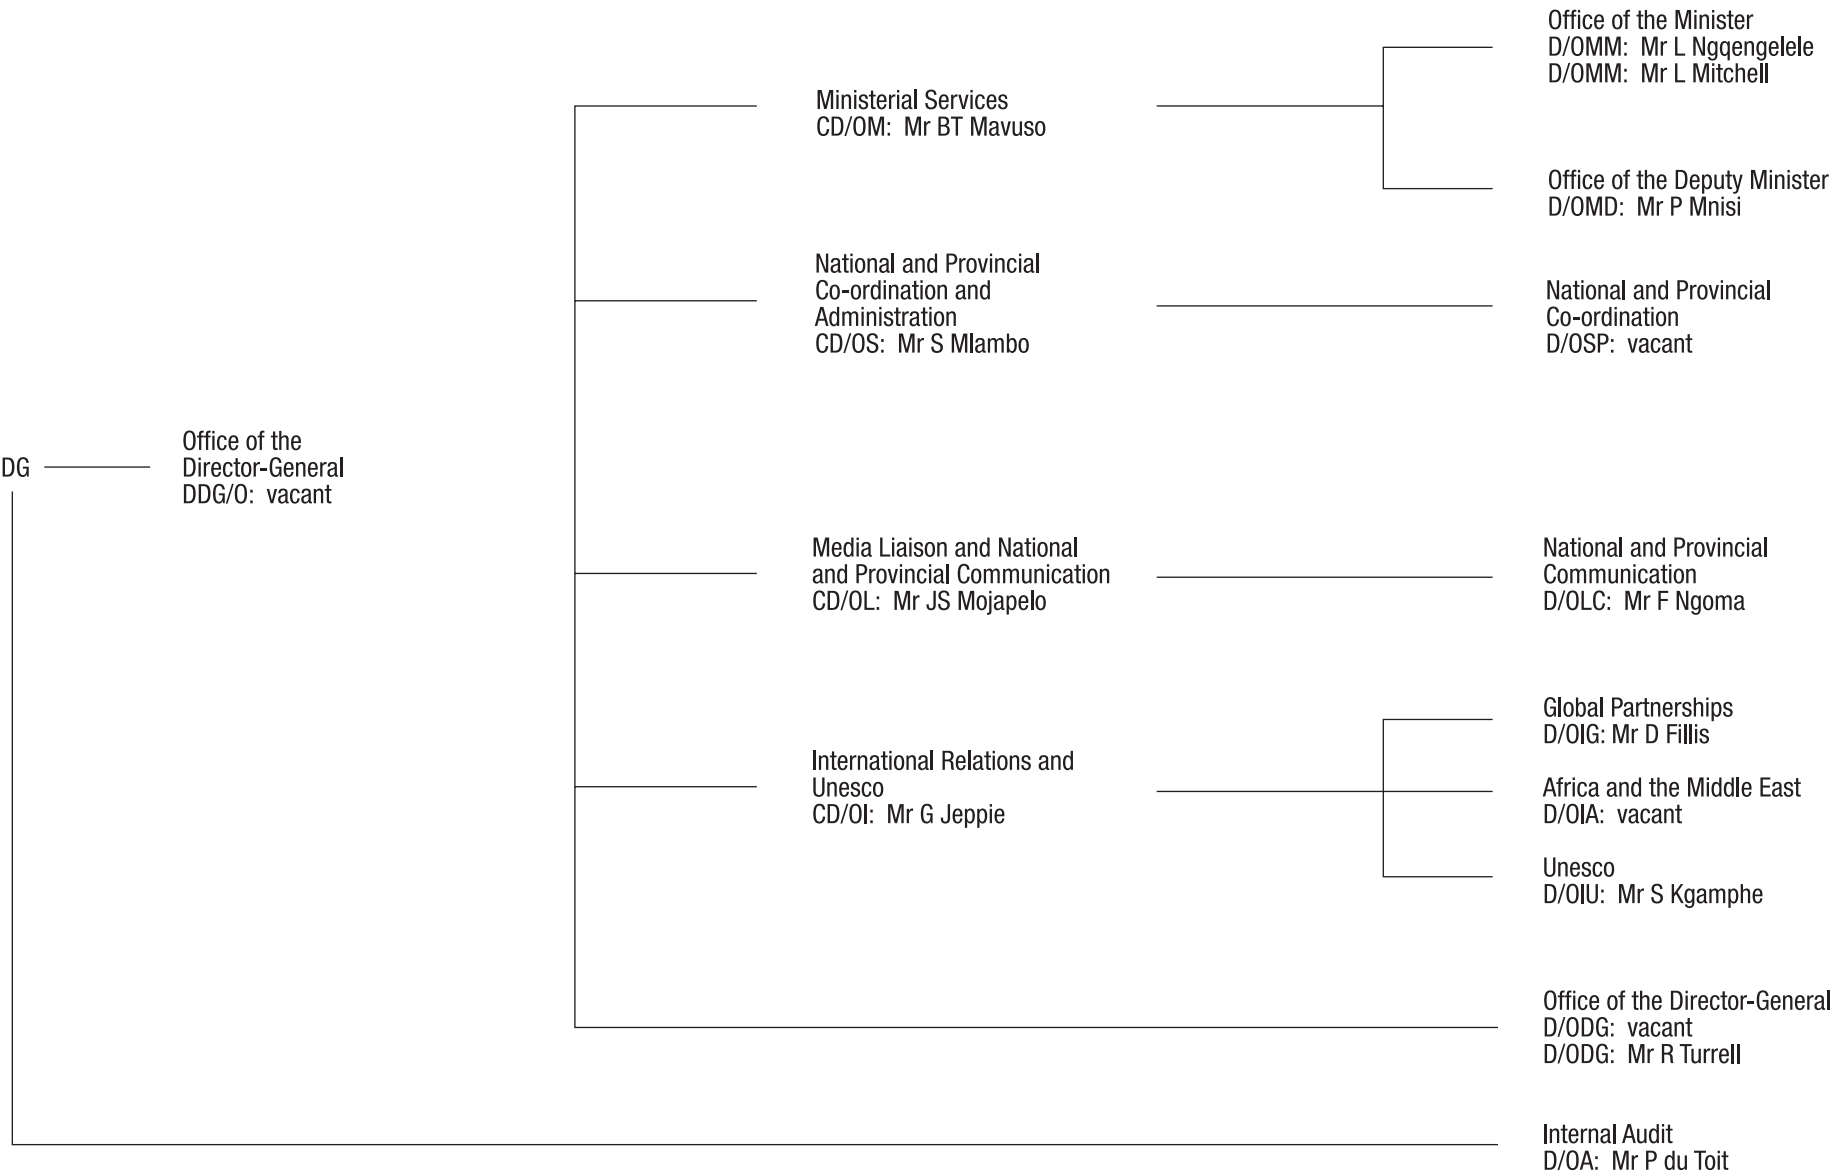 DG
Office of the
Director-General
DDG/O: vacant
Ministerial Services
CD/OM: Mr BT Mavuso
Office of the Minister
D/OMM: Mr L Ngqengelele
D/OMM: Mr L Mitchell
Office of the Deputy Minister
D/OMD: Mr P Mnisi
National and Provincial
Co-ordination and
Administration
CD/OS: Mr S Mlambo
National and Provincial
Co-ordination
D/OSP: vacant
Media Liaison and National
and Provincial Communication
CD/OL: Mr JS Mojapelo
National and Provincial
Communication
D/OLC: Mr F Ngoma
International Relations and
Unesco
CD/OI: Mr G Jeppie
Global Partnerships
D/OIG: Mr D Fillis
Africa and the Middle East
D/OIA: vacant
Unesco
D/OIU: Mr S Kgamphe
Office of the Director-General
D/ODG: vacant
D/ODG: Mr R Turrell
Internal Audit
D/OA: Mr P du Toit